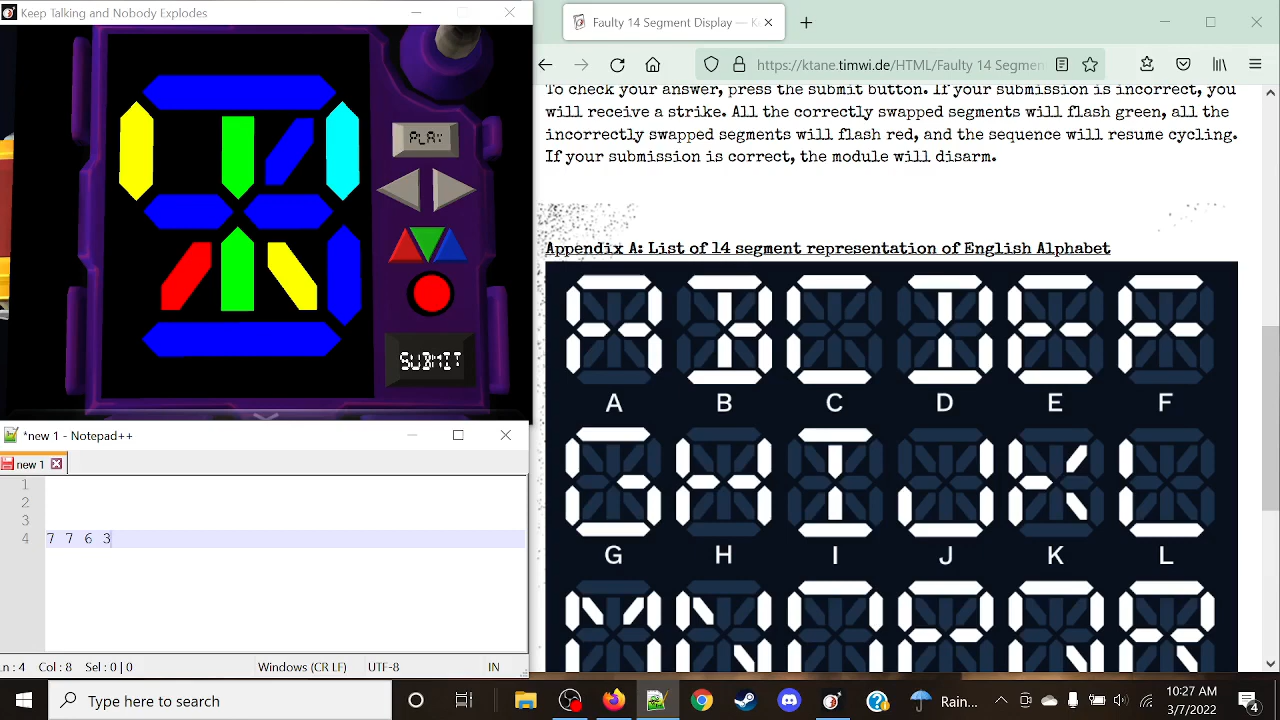 Keep Talking and Nobody Explodes
PLAY
SUBMIT
*new 1 - Notepad++
new 1
1
2
3
4 7 7 6 3
Ln : 4 Col : 8 Sel : 0 | 0 Windows (CR LF) UTF-8 IN
Faulty 14 Segment Display — K
https://ktane.timwi.de/HTML/Faulty 14 Segmen
To check your answer, press the submit button. If your submission is incorrect, you
will receive a strike. All the correctly swapped segments will flash green, all the
incorrectly swapped segments will flash red, and the sequence will resume cycling.
If your submission is correct, the module will disarm.
Appendix A: List of 14 segment representation of English Alphabet
A B C D E F
G H I J K L
Type here to search
Rain...
10:27 AM
3/7/2022
4